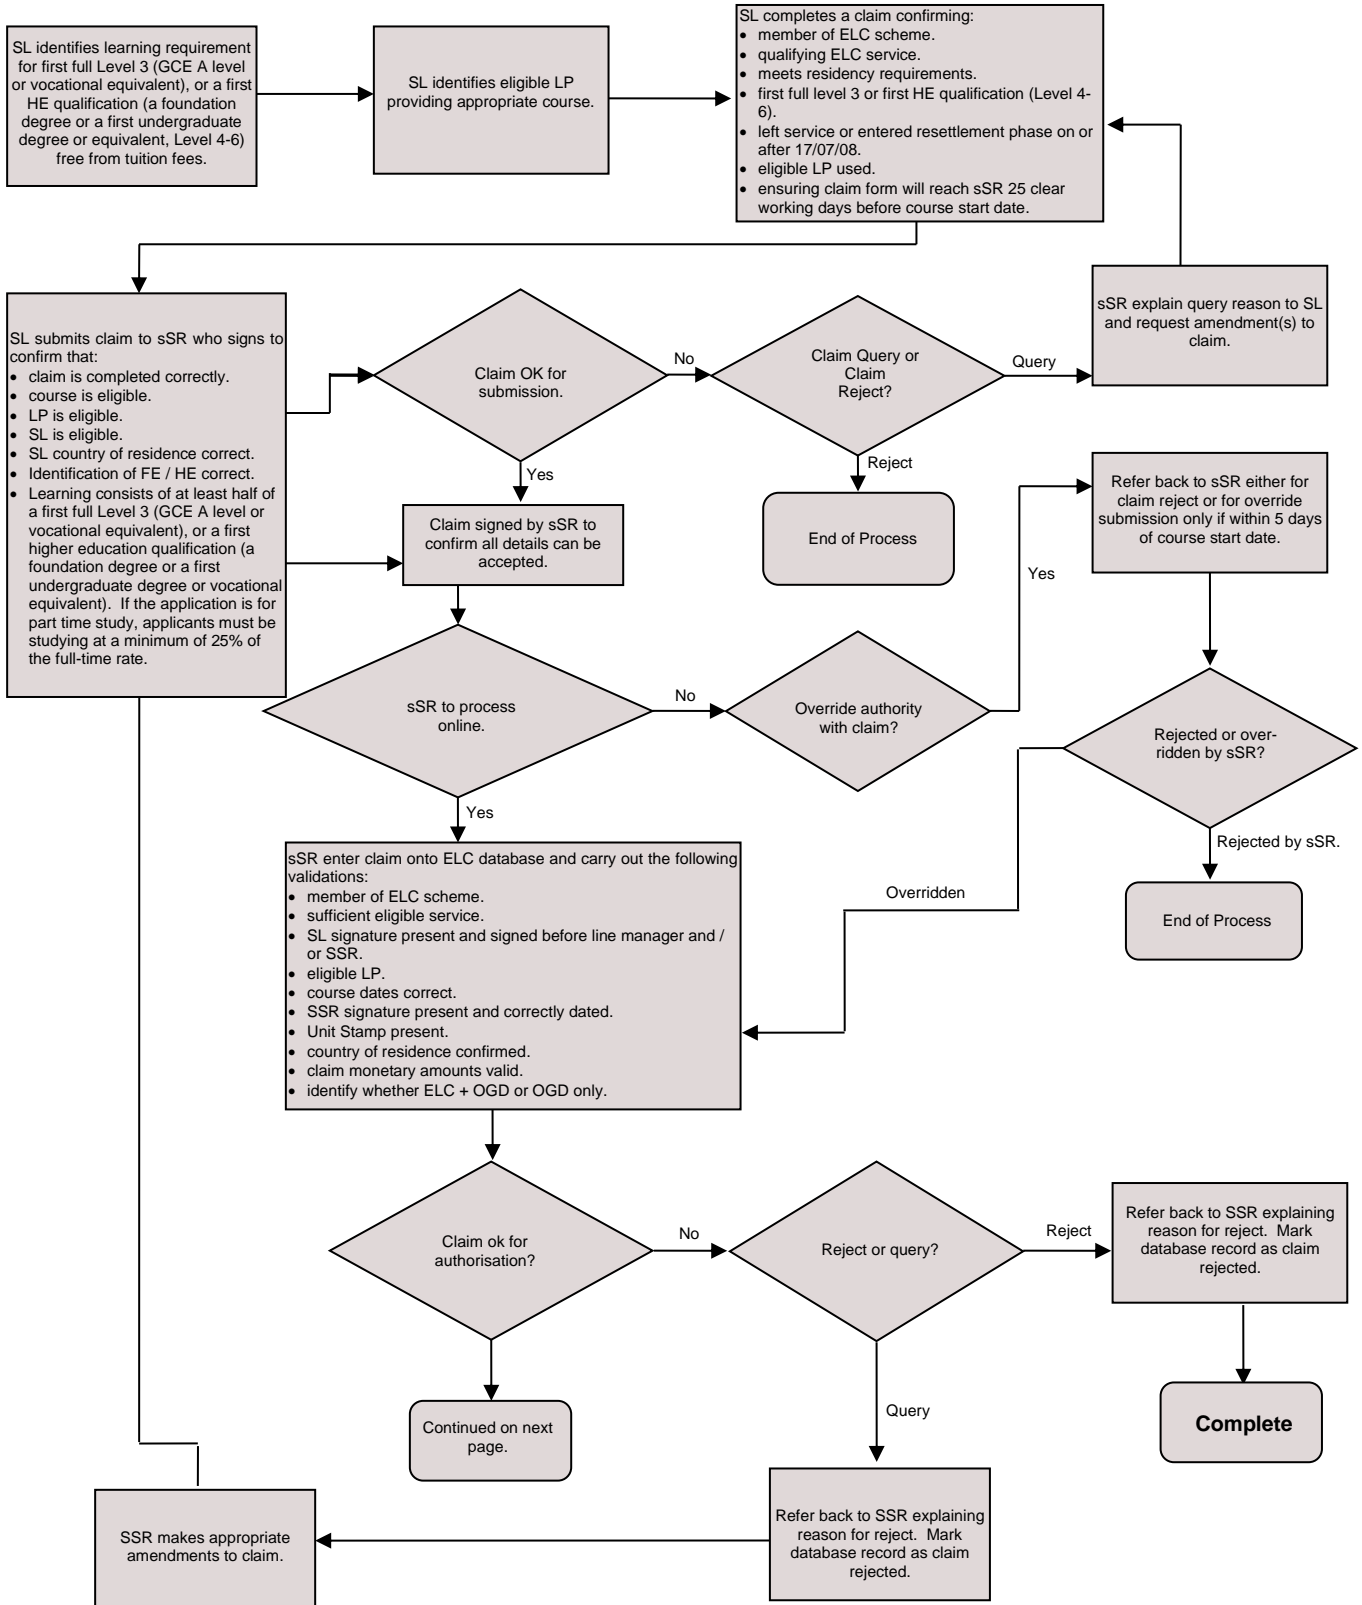 SL identifies learning requirement
for first full Level 3 (GCE A level
or vocational equivalent), or a first
HE qualification (a foundation
degree or a first undergraduate
degree or equivalent, Level 4-6)
free from tuition fees.
SL identifies eligible LP
providing appropriate course.
SL completes a claim confirming:
• member of ELC scheme.
• qualifying ELC service.
• meets residency requirements.
• first full level 3 or first HE qualification (Level 4-
6).
• left service or entered resettlement phase on or
after 17/07/08.
• eligible LP used.
• ensuring claim form will reach sSR 25 clear
working days before course start date.
SL submits claim to sSR who signs to
confirm that:
• claim is completed correctly.
• course is eligible.
• LP is eligible.
• SL is eligible.
• SL country of residence correct.
• Identification of FE / HE correct.
• Learning consists of at least half of
a first full Level 3 (GCE A level or
vocational equivalent), or a first
higher education qualification (a
foundation degree or a first
undergraduate degree or vocational
equivalent). If the application is for
part time study, applicants must be
studying at a minimum of 25% of
the full-time rate.
Claim OK for
submission.
No
Claim Query or
Claim
Reject?
Query
sSR explain query reason to SL
and request amendment(s) to
claim.
Yes
Reject
End of Process
Claim signed by sSR to
confirm all details can be
accepted.
Refer back to sSR either for
claim reject or for override
submission only if within 5 days
of course start date.
Yes
sSR to process
online.
No
Override authority
with claim?
Rejected or over-
ridden by sSR?
Yes
Rejected by sSR.
End of Process
Overridden
sSR enter claim onto ELC database and carry out the following
validations:
• member of ELC scheme.
• sufficient eligible service.
• SL signature present and signed before line manager and /
or SSR.
• eligible LP.
• course dates correct.
• SSR signature present and correctly dated.
• Unit Stamp present.
• country of residence confirmed.
• claim monetary amounts valid.
• identify whether ELC + OGD or OGD only.
Claim ok for
authorisation?
No
Reject or query?
Reject
Refer back to SSR explaining
reason for reject. Mark
database record as claim
rejected.
Continued on next
page.
Query
Complete
Refer back to SSR explaining
reason for reject. Mark
database record as claim
rejected.
SSR makes appropriate
amendments to claim.